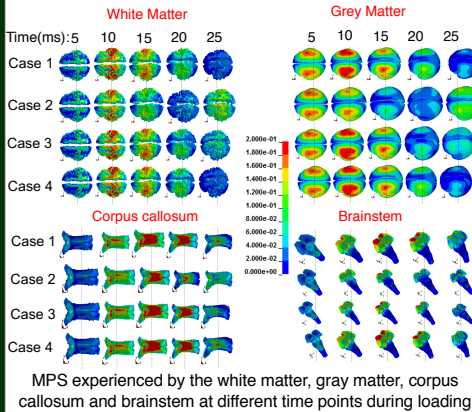 White Matter
Grey Matter
Time(ms): 5 10 15 20 25
5 10 15 20 25
Case 1
Case 2
Case 3
Case 4
2.000e-01
1.800e-01
1.600e-01
1.400e-01
1.200e-01
1.000e-01
8.000e-02
6.000e-02
4.000e-02
2.000e-02
0.000e+00
Corpus callosum
Brainstem
Case 1
Case 2
Case 3
Case 4
MPS experienced by the white matter, gray matter, corpus
callosum and brainstem at different time points during loading